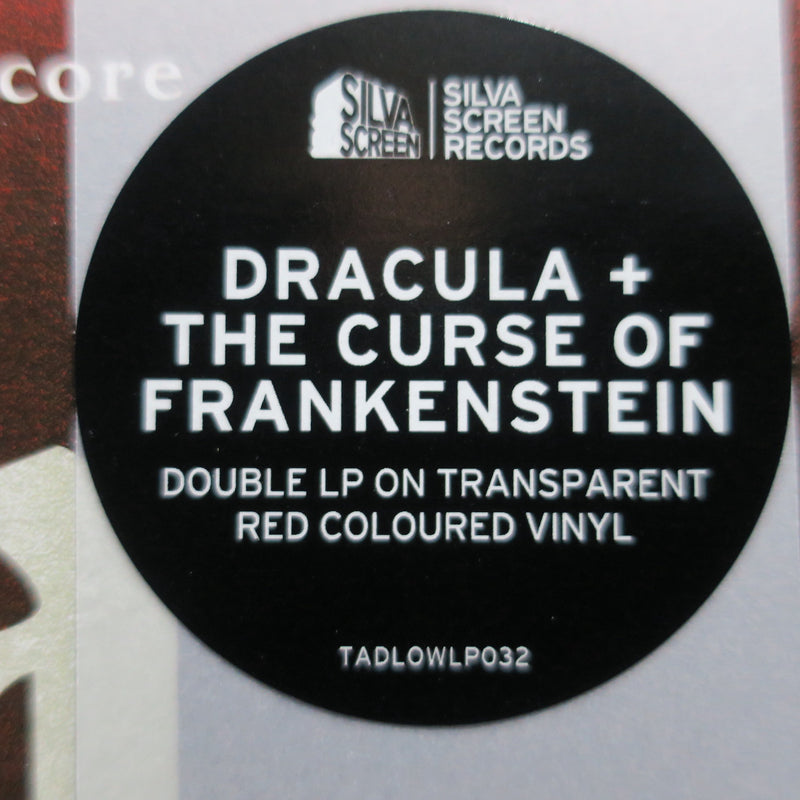 core
SILVA
SCREEN
SILVA
SCREEN
RECORDS
DRACULA +
THE CURSE OF
FRANKENSTEIN
DOUBLE LP ON TRANSPARENT
RED COLOURED VINYL
TADLOWLP032